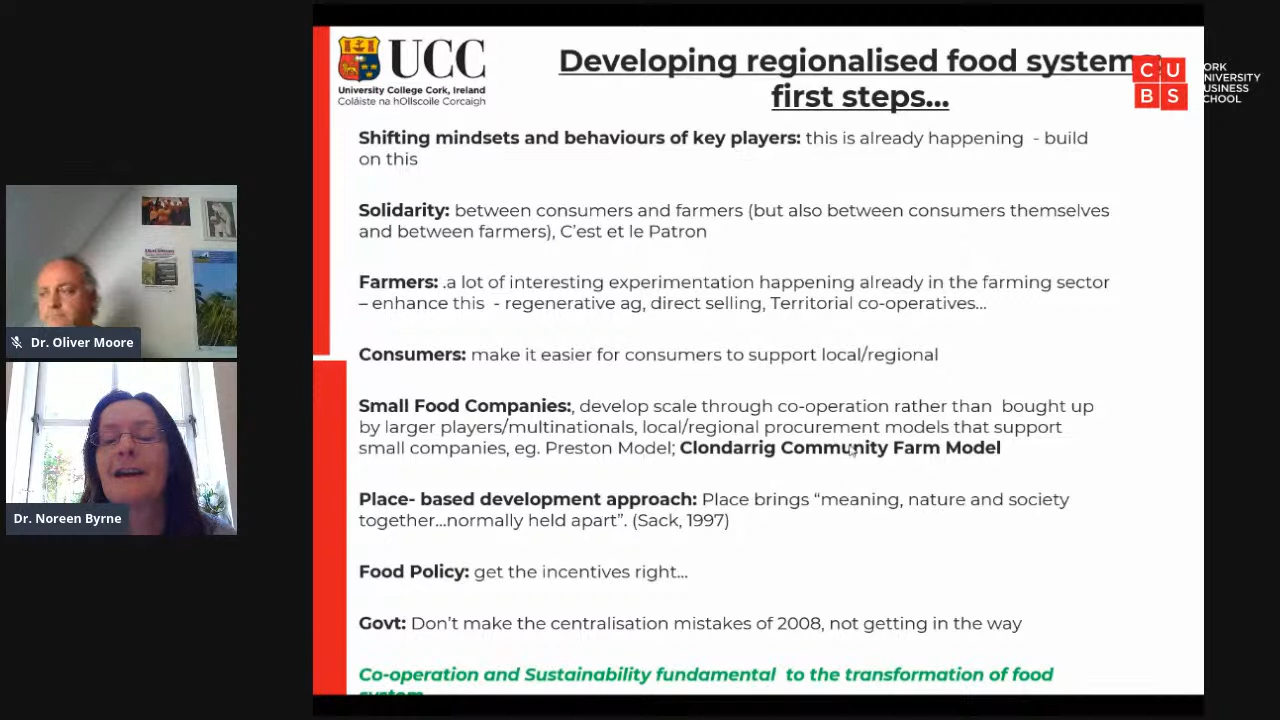 UCC
University College Cork, Ireland
Coláiste na hOllscoile Corcaigh
Developing regionalised food system
first steps...
C U
B S
ORK
UNIVERSITY
BUSINESS
SCHOOL
Shifting mindsets and behaviours of key players: this is already happening - build
on this
Solidarity: between consumers and farmers (but also between consumers themselves
and between farmers), C'est et le Patron
Farmers: .a lot of interesting experimentation happening already in the farming sector
– enhance this - regenerative ag, direct selling, Territorial co-operatives...
Consumers: make it easier for consumers to support local/regional
Small Food Companies:, develop scale through co-operation rather than bought up
by larger players/multinationals, local/regional procurement models that support
small companies, eg. Preston Model; Clondarrig Community Farm Model
Place- based development approach: Place brings “meaning, nature and society
together...normally held apart”. (Sack, 1997)
Food Policy: get the incentives right...
Govt: Don't make the centralisation mistakes of 2008, not getting in the way
Co-operation and Sustainability fundamental to the transformation of food
system
Dr. Oliver Moore
Dr. Noreen Byrne